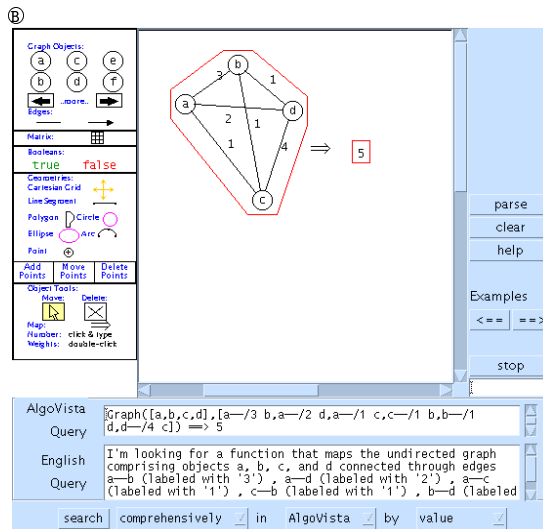 B
Graph Objects:
a c e
b d f
..more..
Edges:
Matrix:
Booleans:
true false
Geometries:
Cartesian Grid
Line Segment
Polygon Circle
Ellipse Arc
Point
Add Points Move Points Delete Points
Object Tools:
Move: Delete:
Map:
Number: click & type
Weights: double-click
b
3 1
a d
2 1
1 4
⇒ 5
c
parse
clear
help
Examples
<== ==>
stop
AlgoVista Query
Graph([a,b,c,d],[a—/3 b,a—/2 d,a—/1 c,c—/1 b,b—/1
d,d—/4 c]) ==> 5
English Query
I'm looking for a function that maps the undirected graph
comprising objects a, b, c, and d connected through edges
a—b (labeled with '3') , a—d (labeled with '2') , a—c
(labeled with '1') , c—b (labeled with '1') , b—d (labeled
search comprehensively in AlgoVista by value